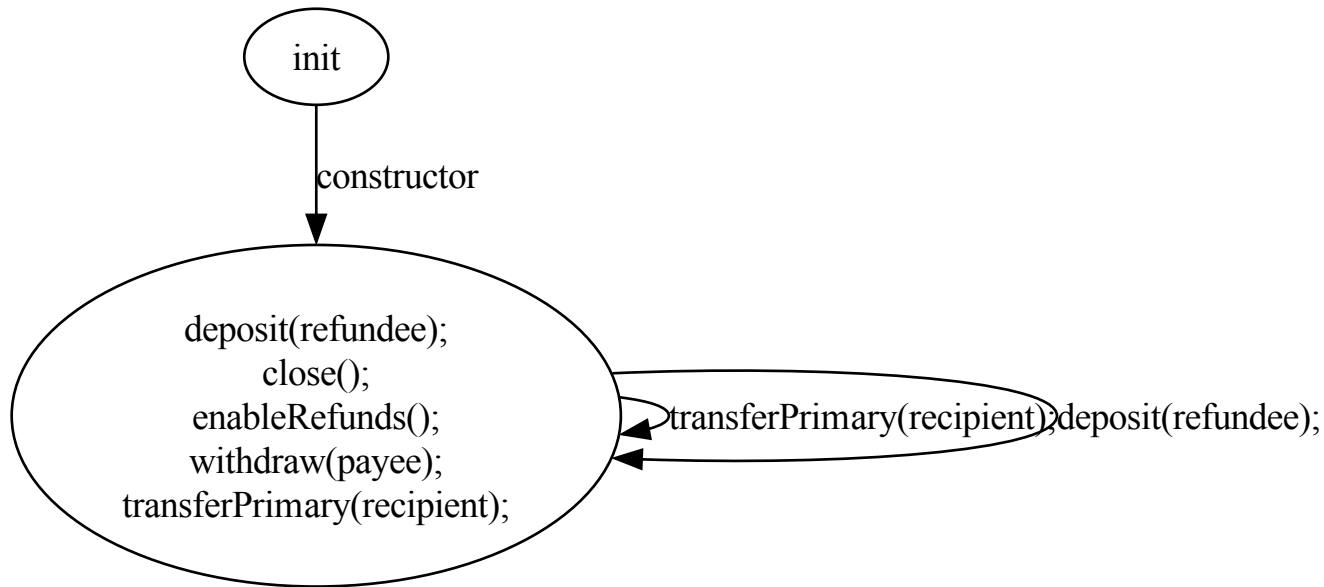 init
constructor
deposit(refundee);
close();
enableRefunds();
withdraw(payee);
transferPrimary(recipient);
transferPrimary(recipient);
deposit(refundee);